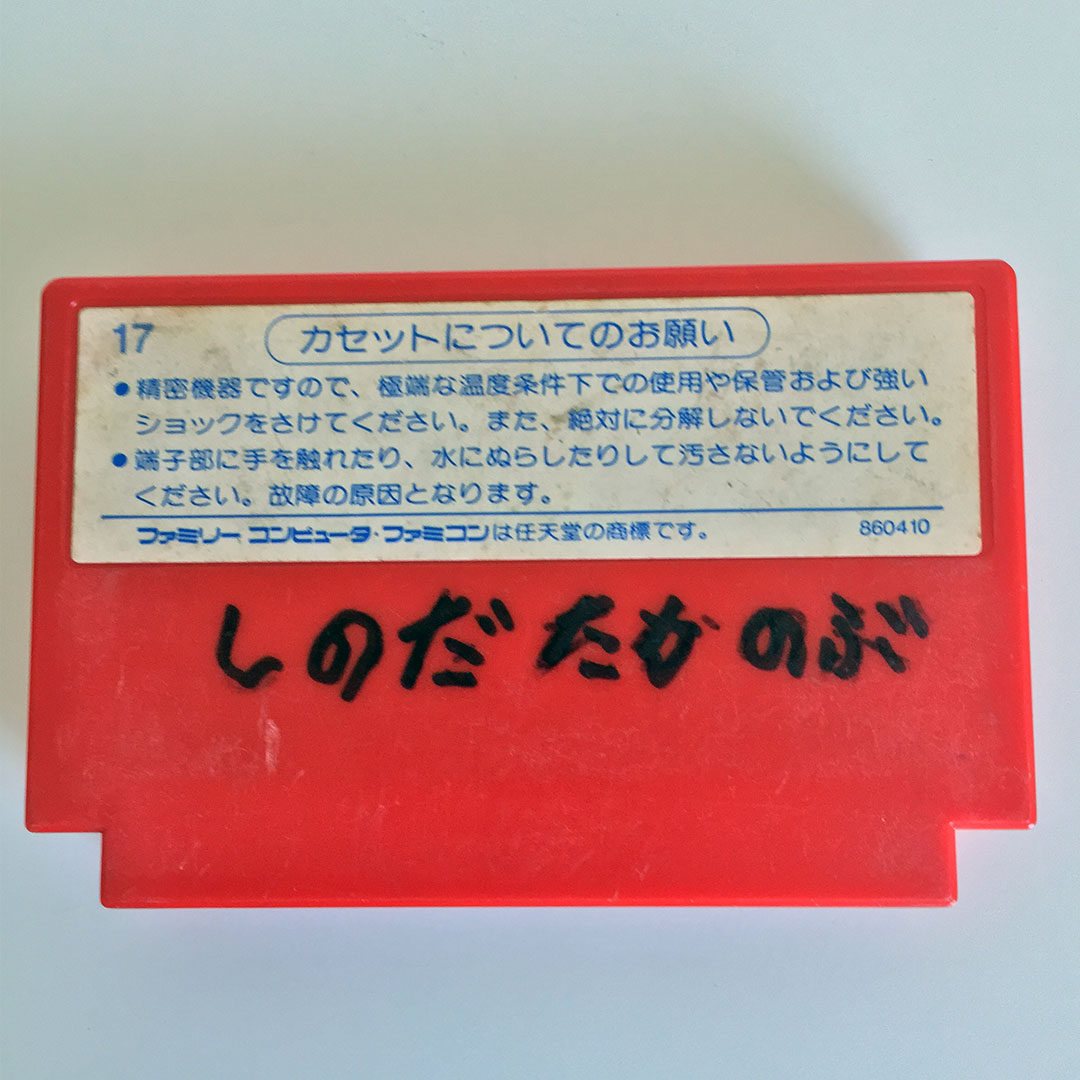 17
カセットについてのお願い
●精密機器ですので、極端な温度条件下での使用や保管および強い
ショックをさけてください。また、絶対に分解しないでください。
●端子部に手を触れたり、水にぬらしたりして汚さないようにして
ください。故障の原因となります。
ファミリーコンピュータ・ファミコンは任天堂の商標です。 860410
しのだ たかのぶ